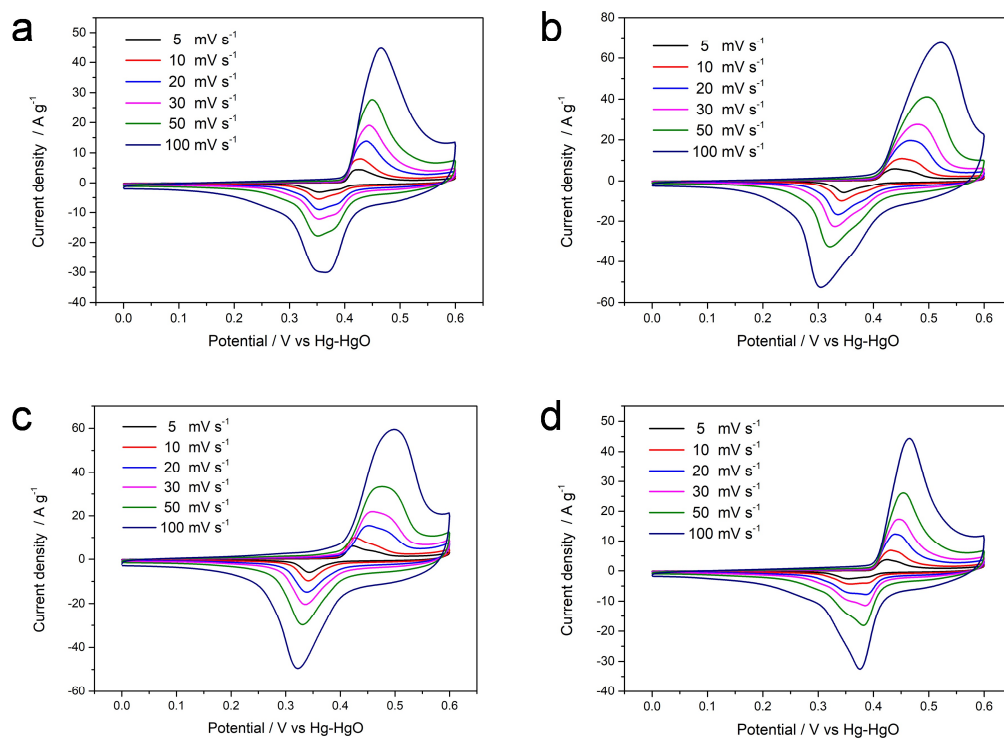 a
50
40
30
20
10
0
-10
-20
-30
-40
Current density / A g-1
5 mV s-1
10 mV s-1
20 mV s-1
30 mV s-1
50 mV s-1
100 mV s-1
0.0 0.1 0.2 0.3 0.4 0.5 0.6
Potential / V vs Hg-HgO
b
80
60
40
20
0
-20
-40
-60
Current density / A g-1
5 mV s-1
10 mV s-1
20 mV s-1
30 mV s-1
50 mV s-1
100 mV s-1
0.0 0.1 0.2 0.3 0.4 0.5 0.6
Potential / V vs Hg-HgO
c
60
40
20
0
-20
-40
-60
Current density / A g-1
5 mV s-1
10 mV s-1
20 mV s-1
30 mV s-1
50 mV s-1
100 mV s-1
0.0 0.1 0.2 0.3 0.4 0.5 0.6
Potential / V vs Hg-HgO
d
50
40
30
20
10
0
-10
-20
-30
-40
Current density / A g-1
5 mV s-1
10 mV s-1
20 mV s-1
30 mV s-1
50 mV s-1
100 mV s-1
0.0 0.1 0.2 0.3 0.4 0.5 0.6
Potential / V vs Hg-HgO